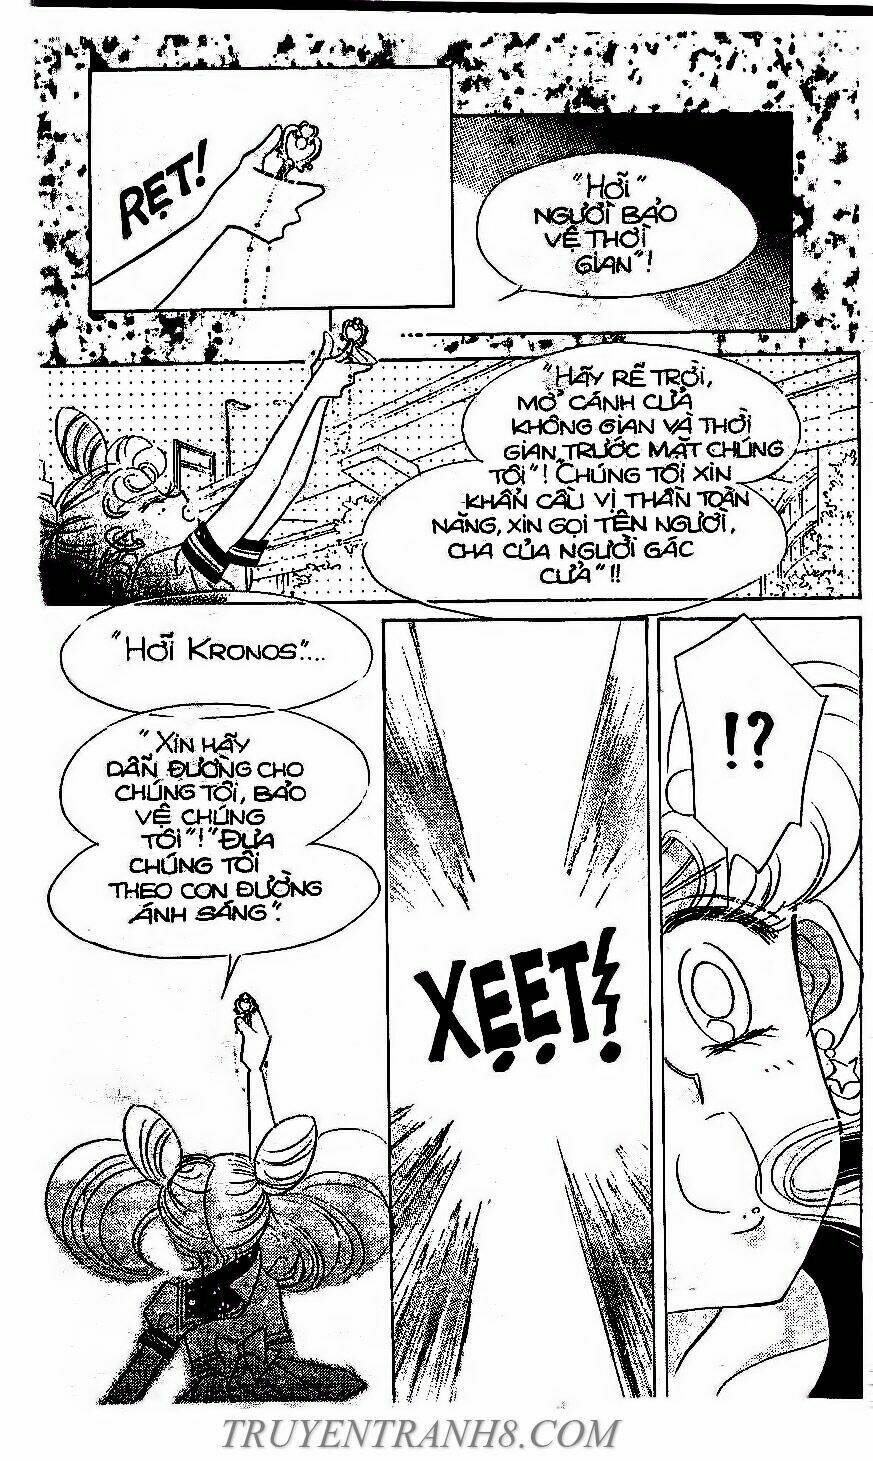 RẸT!
"HỠI"
NGƯỜI BẢO
VỆ THỜI
GIAN"!
"HÃY RẼ TRỜI,
MỞ CÁNH CỬA
KHÔNG GIAN VÀ THỜI
GIAN TRƯỚC MẮT CHÚNG
TÔI"! CHÚNG TÔI XIN
KHẨN CẦU VỊ THẦN TOÀN
NĂNG, XIN GỌI TÊN NGƯỜI,
CHA CỦA NGƯỜI GÁC
CỬA"!!
"HỠI KRONOS"...
"XIN HÃY
DẪN ĐƯỜNG CHO
CHÚNG TÔI, BẢO
VỆ CHÚNG
TÔI"! "ĐƯA
CHÚNG TÔI
THEO CON ĐƯỜNG
ÁNH SÁNG".
XẸẸT!
!?
TRUYENTRANH8.COM